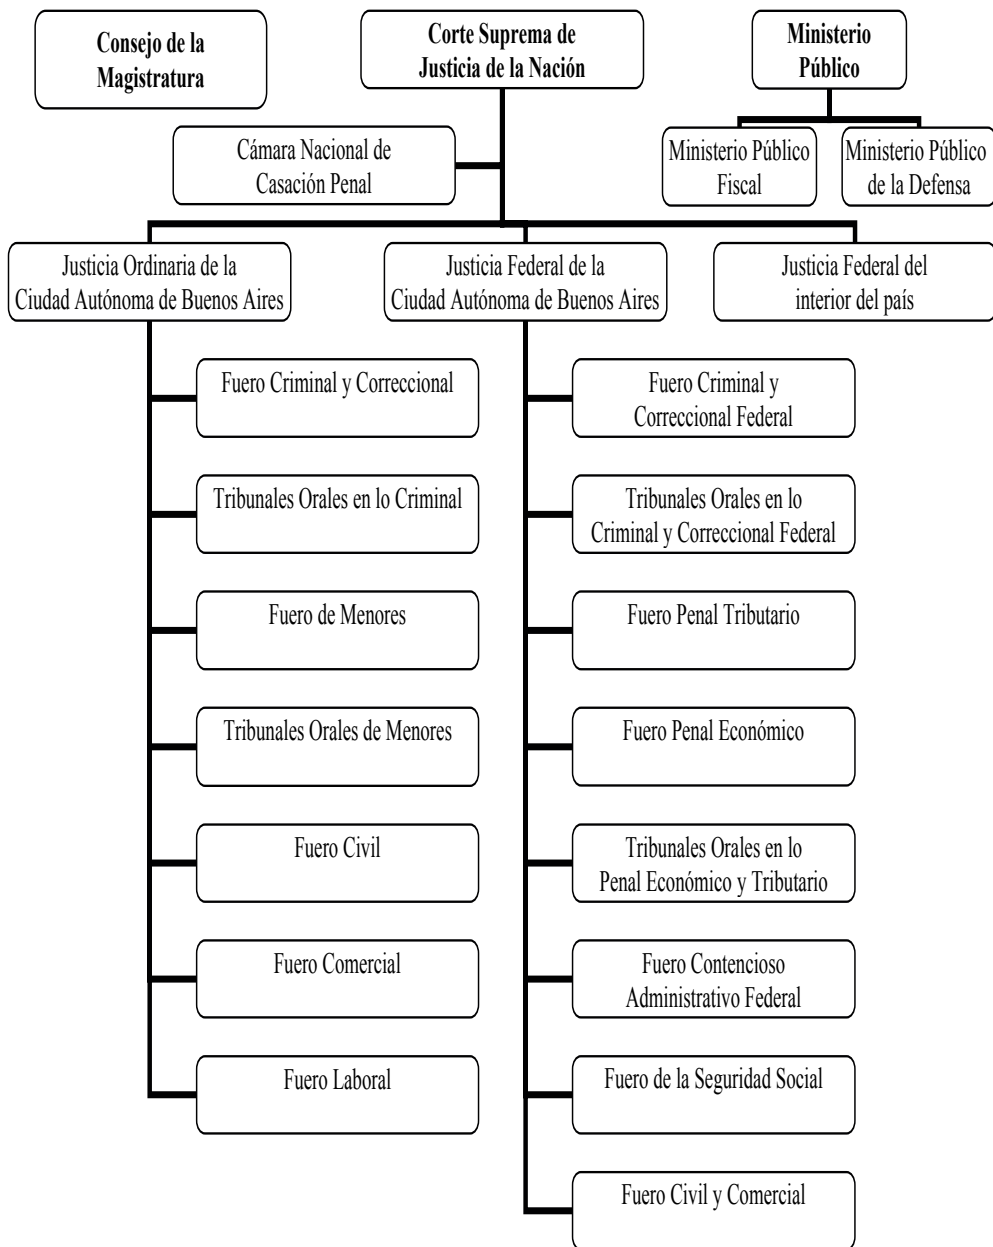 Consejo de la
Magistratura
Corte Suprema de
Justicia de la Nación
Ministerio
Público
Cámara Nacional de
Casación Penal
Ministerio Público
Fiscal
Ministerio Público
de la Defensa
Justicia Ordinaria de la
Ciudad Autónoma de Buenos Aires
Justicia Federal de la
Ciudad Autónoma de Buenos Aires
Justicia Federal del
interior del país
Fuero Criminal y Correccional
Tribunales Orales en lo Criminal
Fuero de Menores
Tribunales Orales de Menores
Fuero Civil
Fuero Comercial
Fuero Laboral
Fuero Criminal y
Correccional Federal
Tribunales Orales en lo
Criminal y Correccional Federal
Fuero Penal Tributario
Fuero Penal Económico
Tribunales Orales en lo
Penal Económico y Tributario
Fuero Contencioso
Administrativo Federal
Fuero de la Seguridad Social
Fuero Civil y Comercial